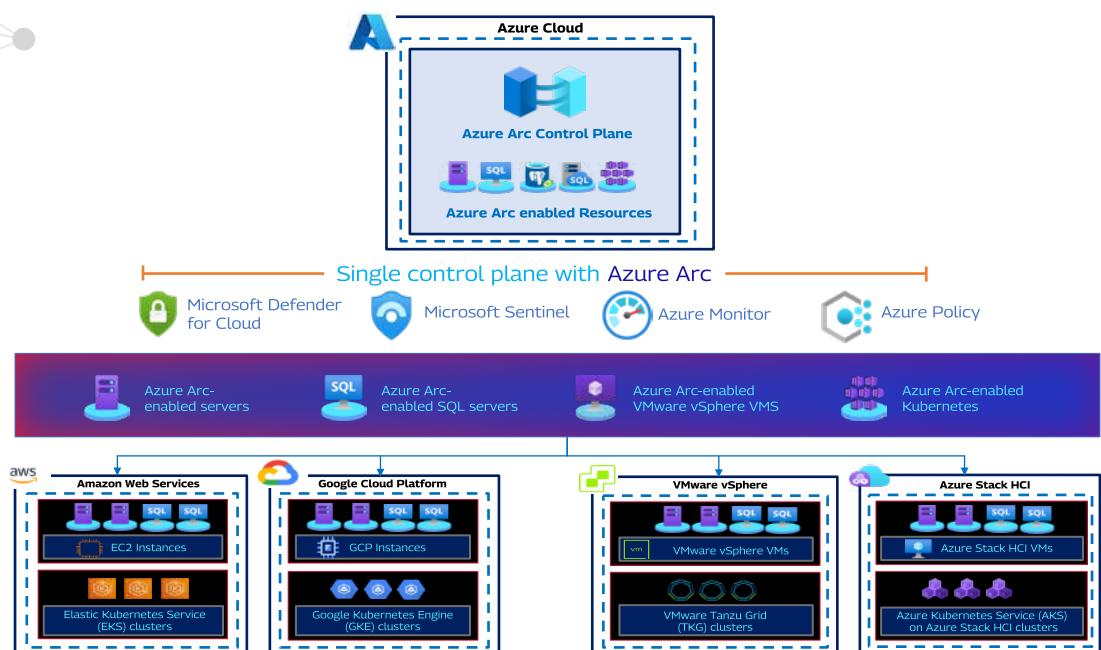 Azure Cloud
Azure Arc Control Plane
SQL
SQL
Azure Arc enabled Resources
Single control plane with Azure Arc
Microsoft Defender
for Cloud
Microsoft Sentinel
Azure Monitor
Azure Policy
Azure Arc-
enabled servers
SQL
Azure Arc-
enabled SQL servers
Azure Arc-enabled
VMware vSphere VMS
Azure Arc-enabled
Kubernetes
aws
Amazon Web Services
SQL
SQL
EC2 Instances
Elastic Kubernetes Service
(EKS) clusters
Google Cloud Platform
SQL
SQL
GCP Instances
Google Kubernetes Engine
(GKE) clusters
VMware vSphere
SQL
SQL
vm
VMware vSphere VMs
VMware Tanzu Grid
(TKG) clusters
Azure Stack HCI
SQL
SQL
Azure Stack HCI VMs
Azure Kubernetes Service (AKS)
on Azure Stack HCI clusters